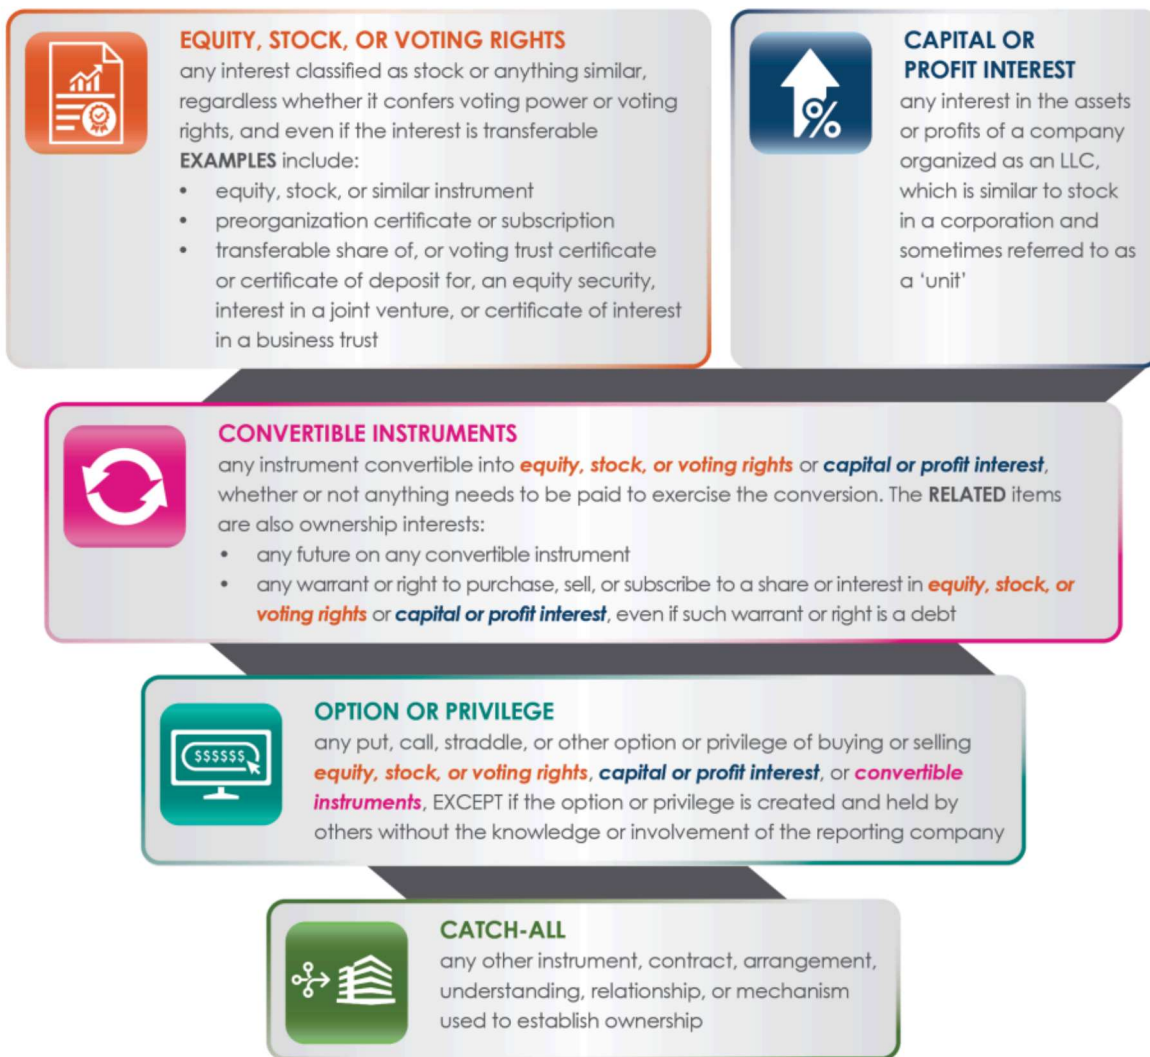 EQUITY, STOCK, OR VOTING RIGHTS
any interest classified as stock or anything similar,
regardless whether it confers voting power or voting
rights, and even if the interest is transferable
EXAMPLES include:
• equity, stock, or similar instrument
• preorganization certificate or subscription
• transferable share of, or voting trust certificate
or certificate of deposit for, an equity security,
interest in a joint venture, or certificate of interest
in a business trust
%
CAPITAL OR
PROFIT INTEREST
any interest in the assets
or profits of a company
organized as an LLC,
which is similar to stock
in a corporation and
sometimes referred to as
a ‘unit’
CONVERTIBLE INSTRUMENTS
any instrument convertible into equity, stock, or voting rights or capital or profit interest,
whether or not anything needs to be paid to exercise the conversion. The RELATED items
are also ownership interests:
• any future on any convertible instrument
• any warrant or right to purchase, sell, or subscribe to a share or interest in equity, stock, or
voting rights or capital or profit interest, even if such warrant or right is a debt
$$$$$$
OPTION OR PRIVILEGE
any put, call, straddle, or other option or privilege of buying or selling
equity, stock, or voting rights, capital or profit interest, or convertible
instruments, EXCEPT if the option or privilege is created and held by
others without the knowledge or involvement of the reporting company
CATCH-ALL
any other instrument, contract, arrangement,
understanding, relationship, or mechanism
used to establish ownership